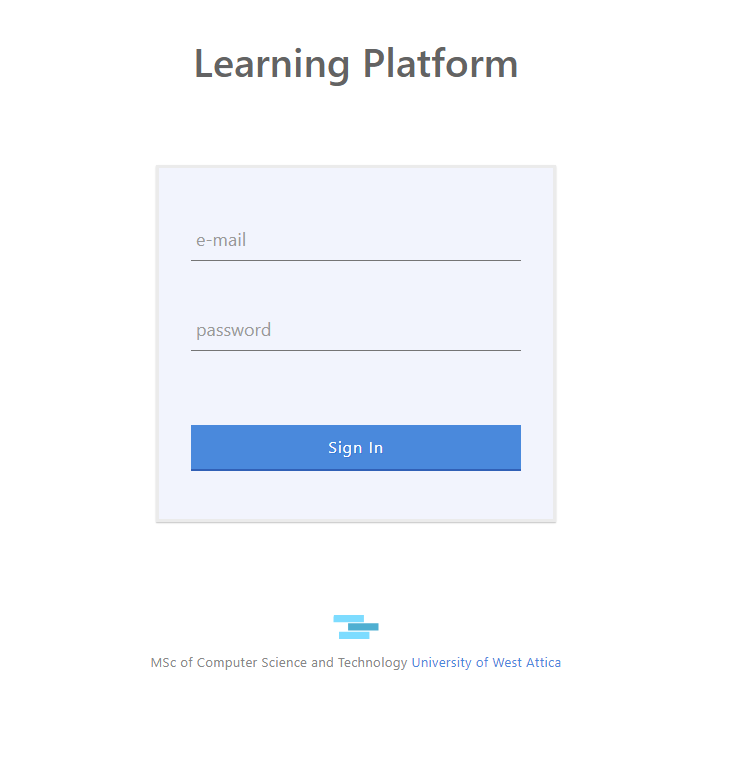 Learning Platform
e-mail
password
Sign In
MSc of Computer Science and Technology University of West Attica